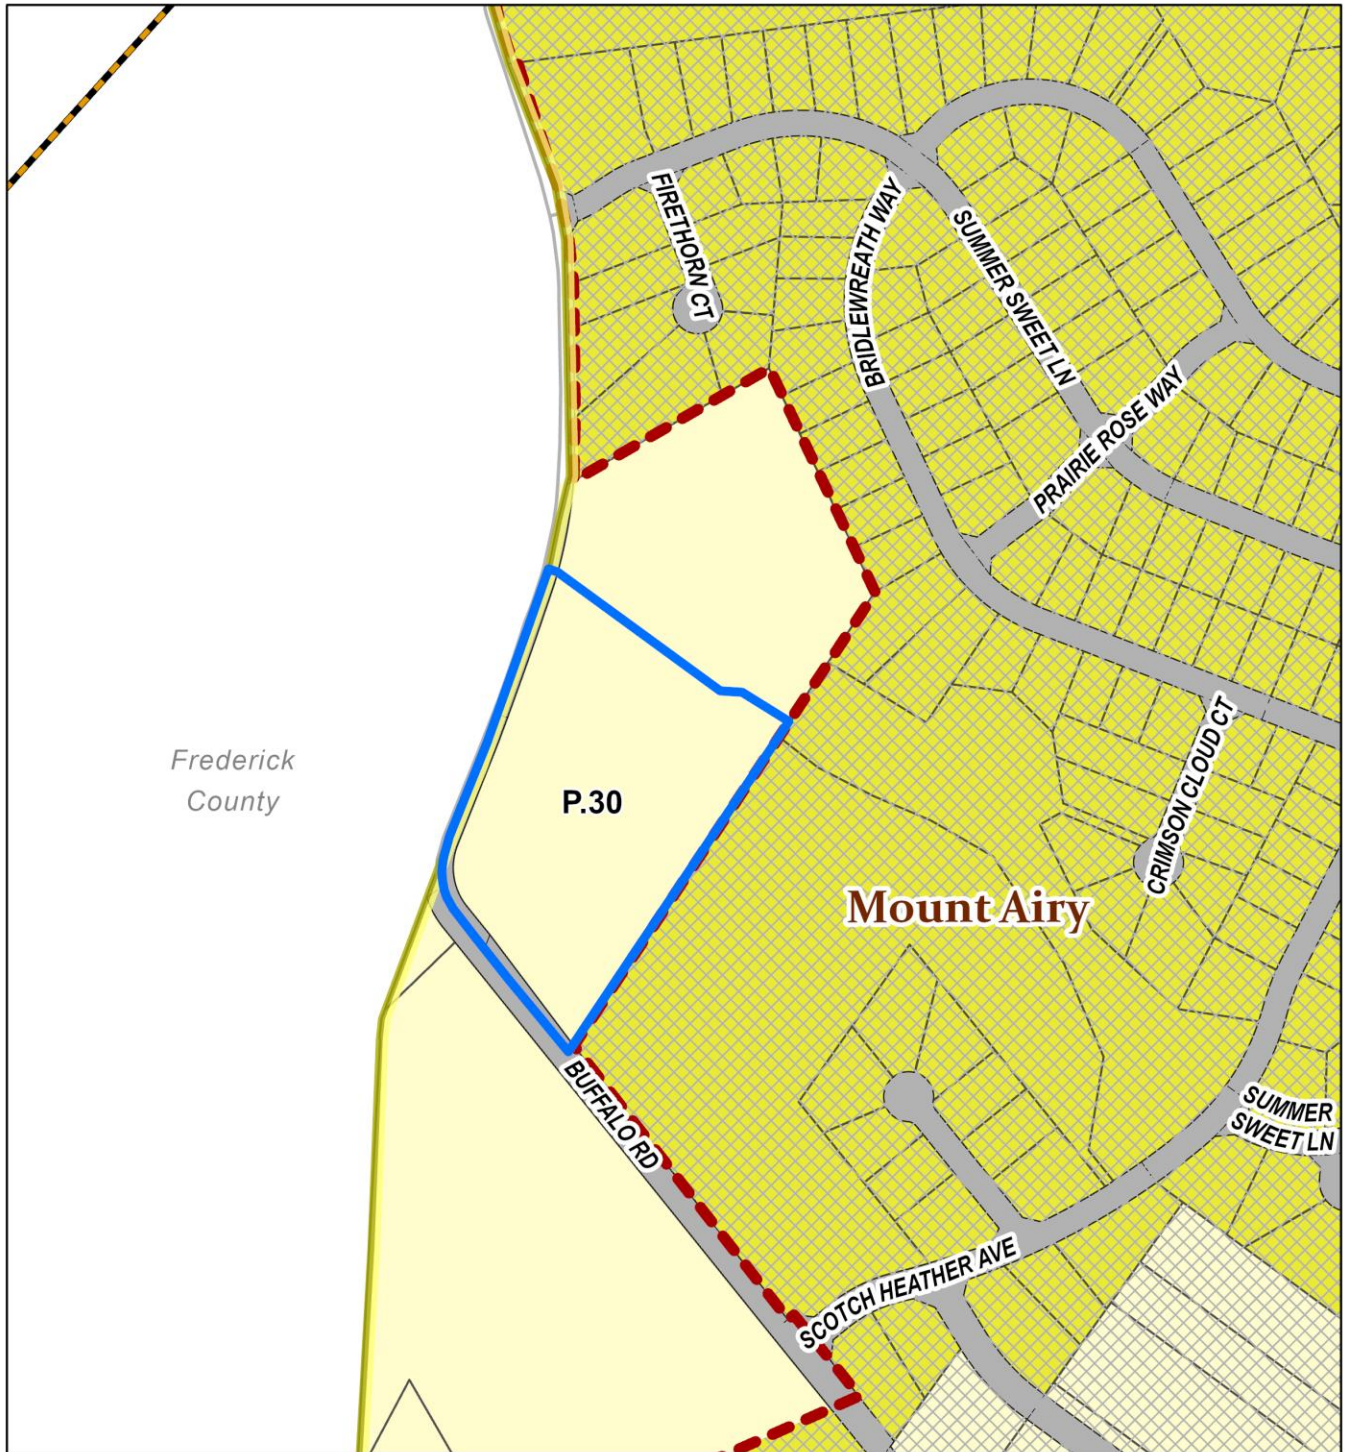 FIRETHORN CT
BRIDLEWREATH WAY
SUMMER SWEET LN
PRAIRIE ROSE WAY
Frederick
County
P.30
CRIMSON CLOUD CT
Mount Airy
BUFFALO RD
SUMMER
SWEET LN
SCOTCH HEATHER AVE